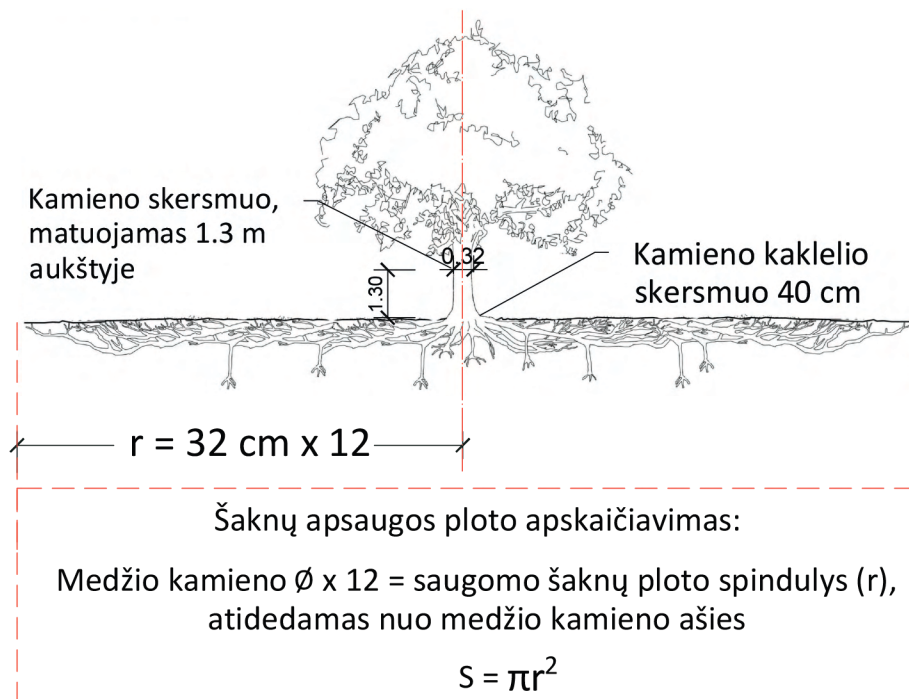 Kamieno skersmuo,
matuojamas 1.3 m
aukštyje
0.32
1.30
Kamieno kaklelio
skersmuo 40 cm
r = 32 cm x 12
Šaknų apsaugos ploto apskaičiavimas:
Medžio kamieno Ø x 12 = saugomo šaknų ploto spindulys (r),
atidedamas nuo medžio kamieno ašies
S = πr²